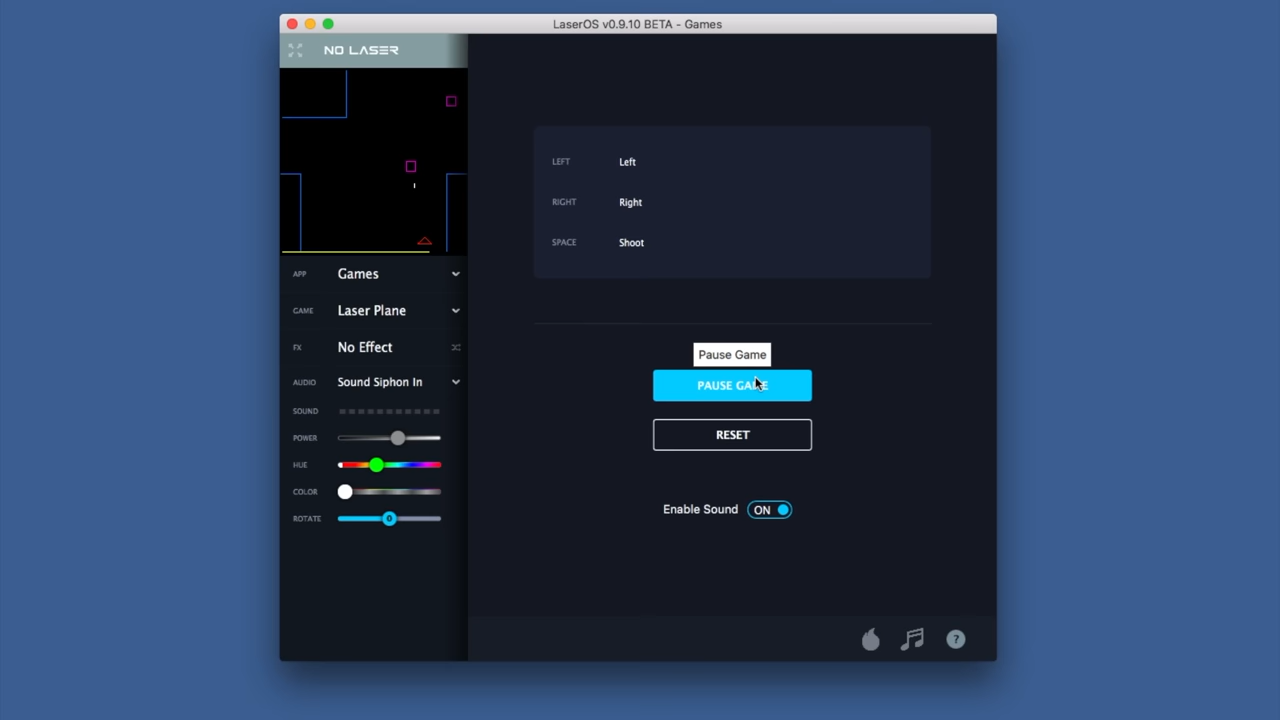 LaserOS v0.9.10 BETA - Games
NO LASER
APP Games
GAME Laser Plane
FX No Effect
AUDIO Sound Siphon In
SOUND
POWER
HUE
COLOR
ROTATE 0
LEFT Left
RIGHT Right
SPACE Shoot
Pause Game
PAUSE GAME
RESET
Enable Sound ON
?